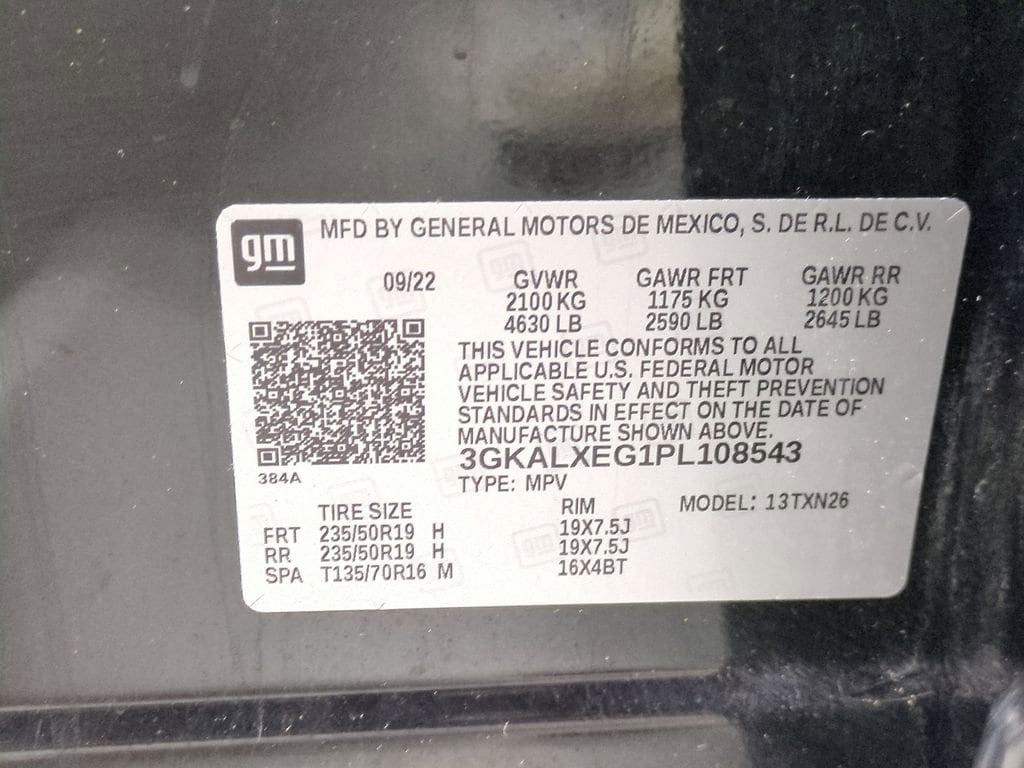 gm
MFD BY GENERAL MOTORS DE MEXICO, S. DE R.L. DE C.V.
09/22 GVWR GAWR FRT GAWR RR
2100 KG 1175 KG 1200 KG
4630 LB 2590 LB 2645 LB
THIS VEHICLE CONFORMS TO ALL
APPLICABLE U.S. FEDERAL MOTOR
VEHICLE SAFETY AND THEFT PREVENTION
STANDARDS IN EFFECT ON THE DATE OF
MANUFACTURE SHOWN ABOVE.
3GKALXEG1PL108543
384A
TYPE: MPV
TIRE SIZE RIM MODEL: 13TXN26
FRT 235/50R19 H 19X7.5J
RR 235/50R19 H 19X7.5J
SPA T135/70R16 M 16X4BT